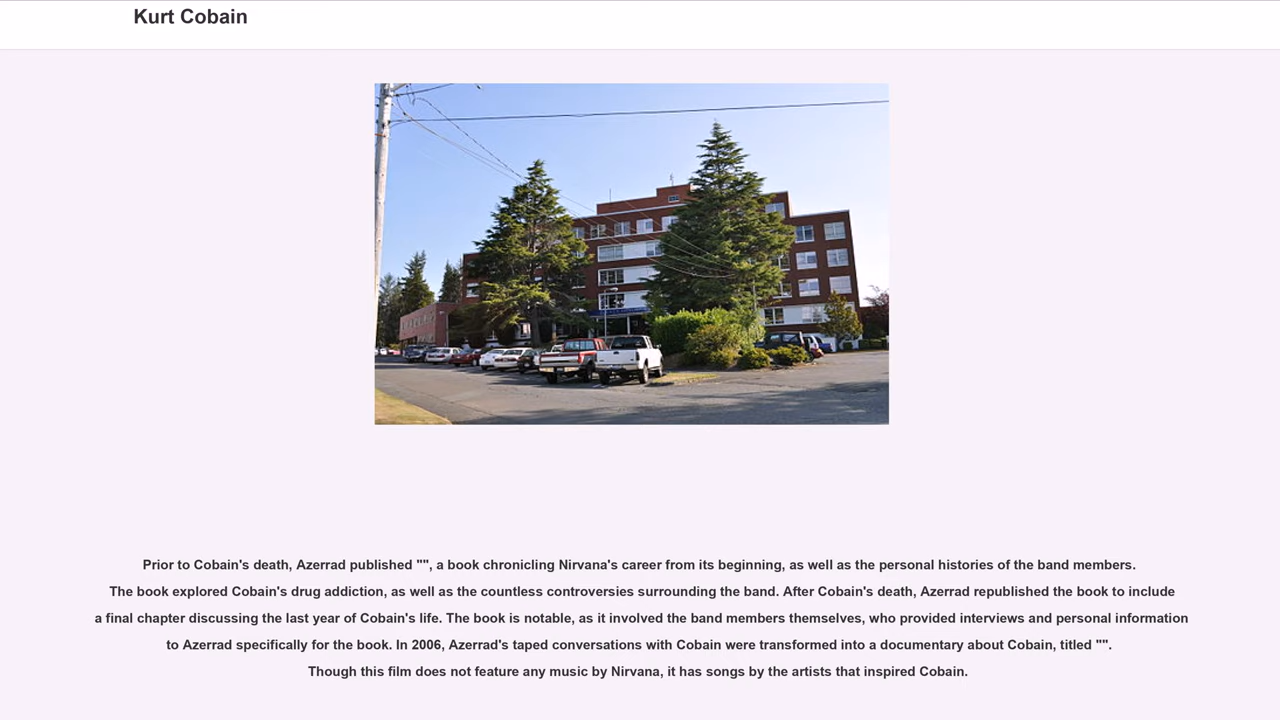 Kurt Cobain
Prior to Cobain's death, Azerrad published "", a book chronicling Nirvana's career from its beginning, as well as the personal histories of the band members.
The book explored Cobain's drug addiction, as well as the countless controversies surrounding the band. After Cobain's death, Azerrad republished the book to include
a final chapter discussing the last year of Cobain's life. The book is notable, as it involved the band members themselves, who provided interviews and personal information
to Azerrad specifically for the book. In 2006, Azerrad's taped conversations with Cobain were transformed into a documentary about Cobain, titled "".
Though this film does not feature any music by Nirvana, it has songs by the artists that inspired Cobain.